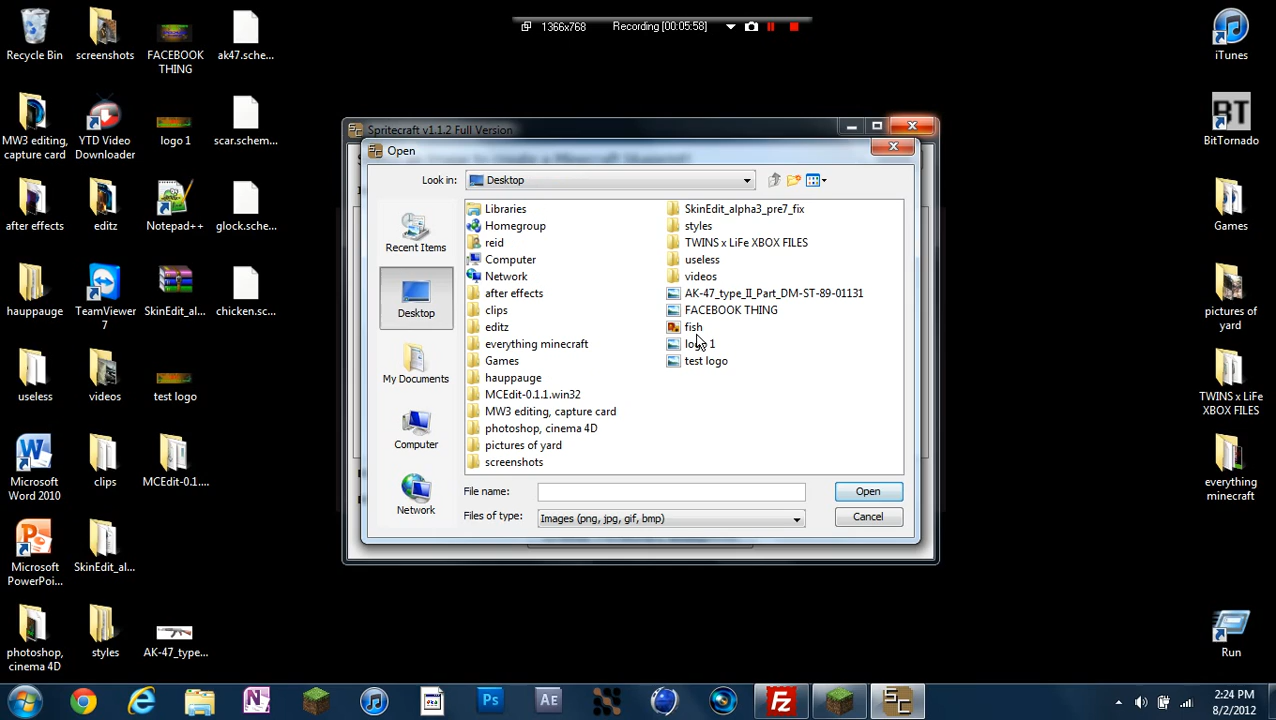 1366x768
Recording [00:05:58]
Recycle Bin
screenshots
FACEBOOK
THING
ak47.sche...
iTunes
MW3 editing,
capture card
YTD Video
Downloader
logo 1
scar.schem...
BT
BitTornado
after effects
editz
Notepad++
glock.sche...
Games
hauppauge
TeamViewer
7
SkinEdit_al...
chicken.sc...
pictures of
yard
useless
videos
test logo
TWINS x LiFe
XBOX FILES
Microsoft
Word 2010
clips
MCEdit-0.1....
everything
minecraft
Microsoft
PowerPoi...
SkinEdit_al...
photoshop,
cinema 4D
styles
AK-47_type...
Run
Spritecraft v1.1.2 Full Version
Open
Look in:
Desktop
Recent Items
Desktop
My Documents
Computer
Network
Libraries
Homegroup
reid
Computer
Network
after effects
clips
editz
everything minecraft
Games
hauppauge
MCEdit-0.1.1.win32
MW3 editing, capture card
photoshop, cinema 4D
pictures of yard
screenshots
SkinEdit_alpha3_pre7_fix
styles
TWINS x LiFe XBOX FILES
useless
videos
AK-47_type_II_Part_DM-ST-89-01131
FACEBOOK THING
fish
logo 1
test logo
File name:
Open
Files of type:
Images (png, jpg, gif, bmp)
Cancel
Ps
AE
Fz
SC
2:24 PM
8/2/2012